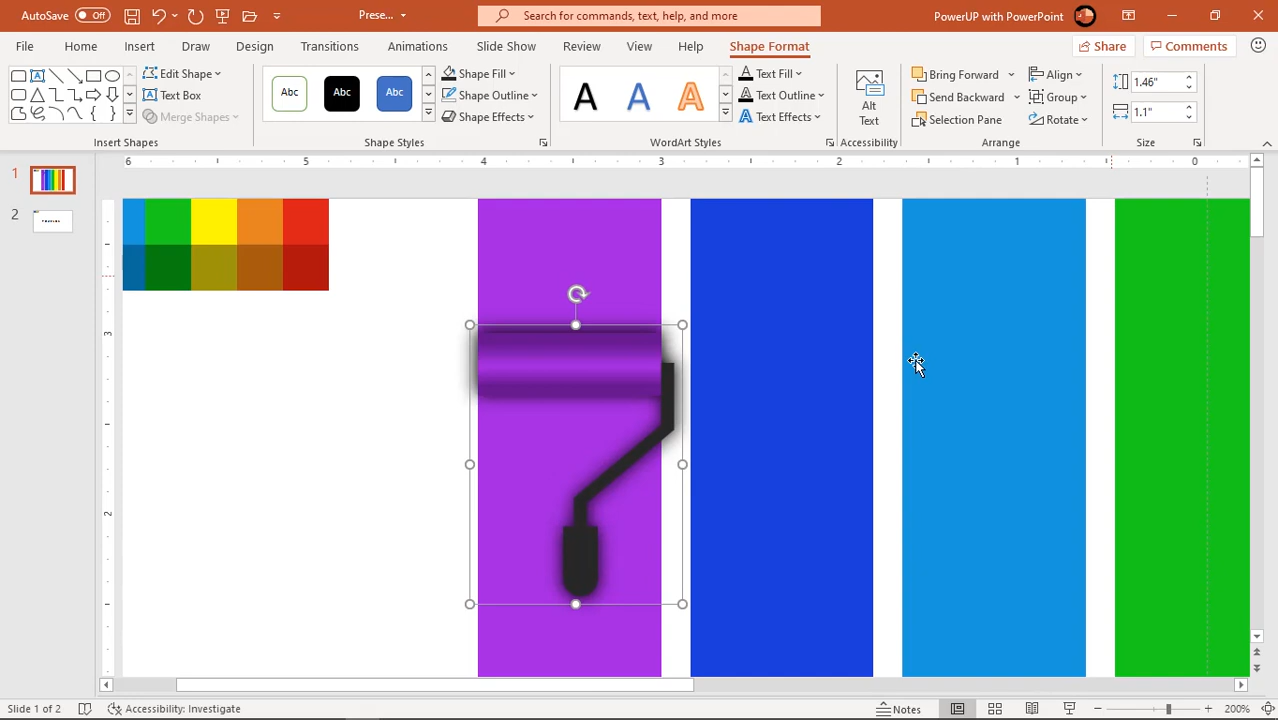 AutoSave Off Prese... Search for commands, text, help, and more PowerUP with PowerPoint
File Home Insert Draw Design Transitions Animations Slide Show Review View Help Shape Format Share Comments
Edit Shape
Text Box
Merge Shapes
Abc Abc Abc
Shape Fill
Shape Outline
Shape Effects
A A A
Text Fill
Text Outline
Text Effects
Alt
Text
Bring Forward
Send Backward
Selection Pane
Align
Group
Rotate
1.46"
1.1"
Insert Shapes Shape Styles WordArt Styles Accessibility Arrange Size
6 5 4 3 2 1 0
1
2
3
2
Slide 1 of 2 Accessibility: Investigate Notes 200%